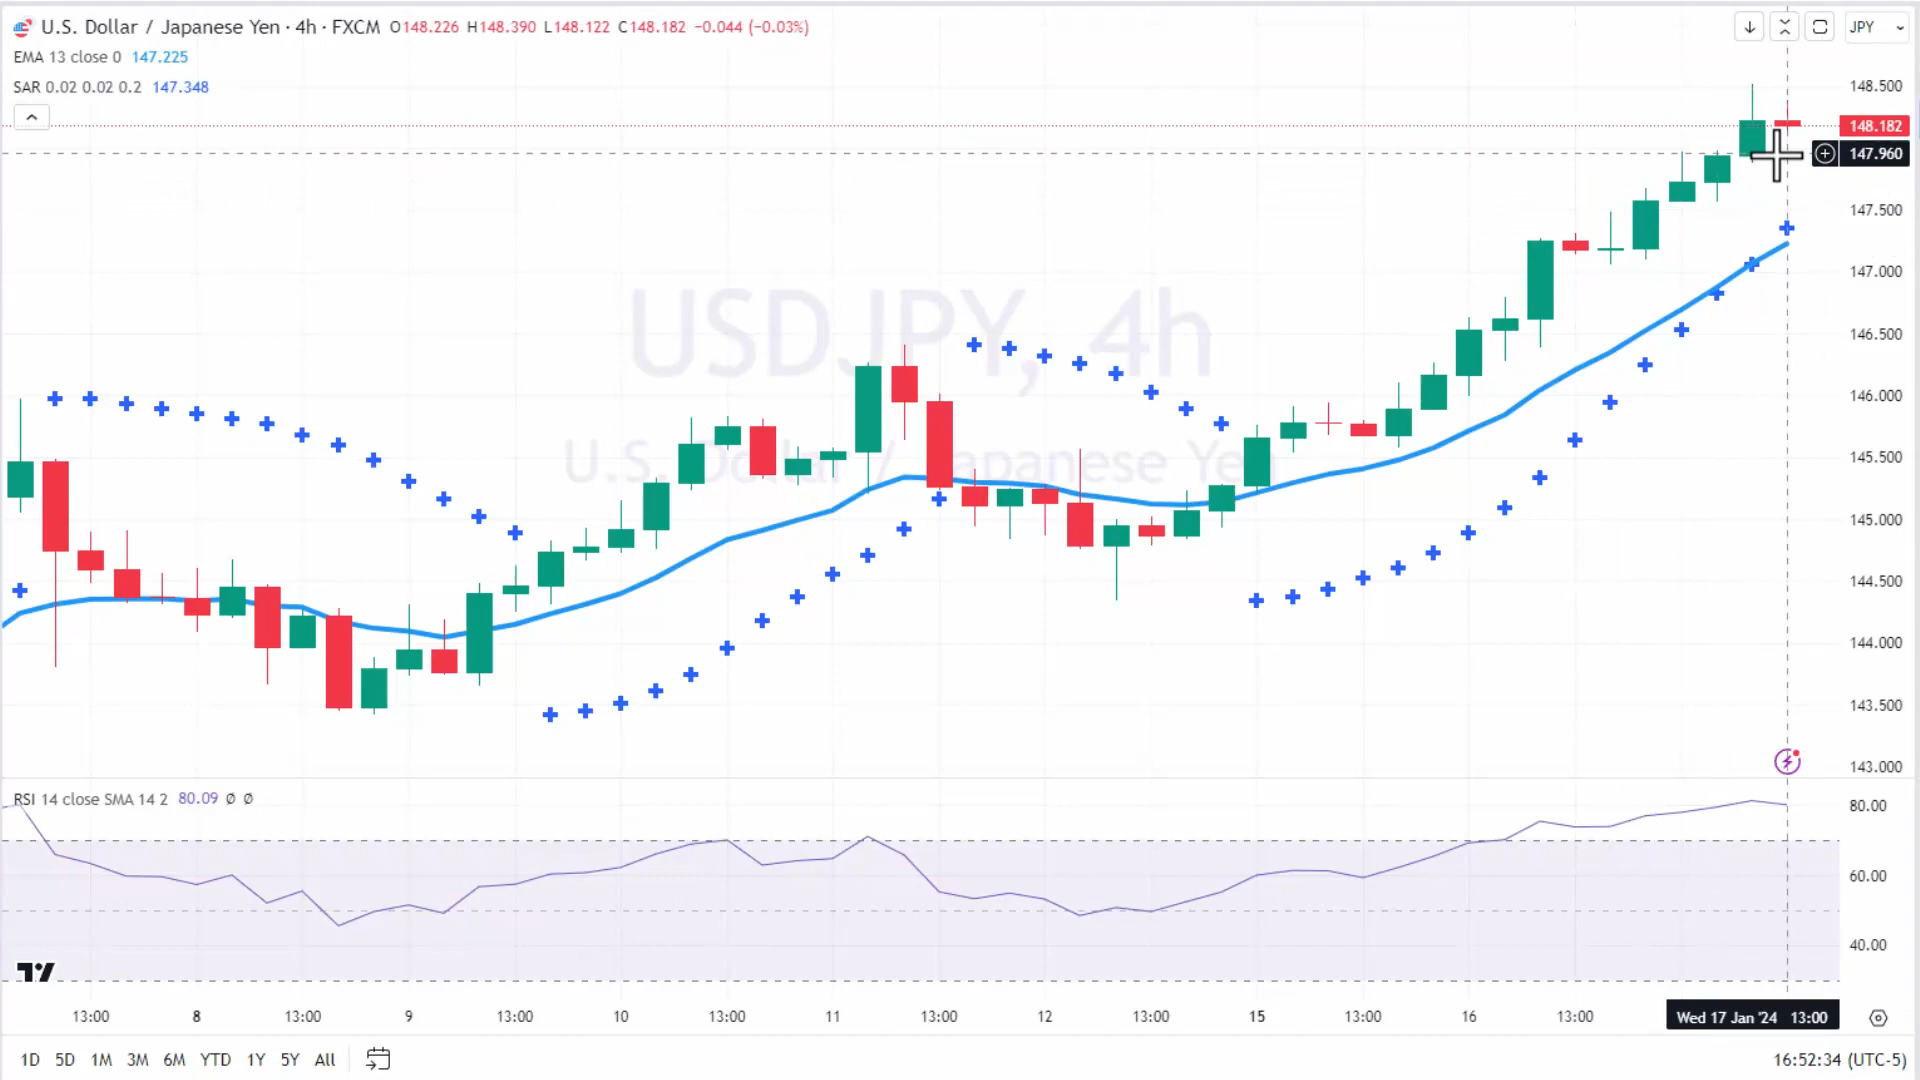 U.S. Dollar / Japanese Yen · 4h · FXCM O148.226 H148.390 L148.122 C148.182 −0.044 (−0.03%)
JPY
EMA 13 close 0 147.225
SAR 0.02 0.02 0.2 147.348
148.500
148.182
147.960
147.500
147.000
146.500
146.000
145.500
145.000
144.500
144.000
143.500
143.000
USDJPY, 4h
U.S. Dollar / Japanese Yen
RSI 14 close SMA 14 2 80.09 Ø Ø
80.00
60.00
40.00
13:00 8 13:00 9 13:00 10 13:00 11 13:00 12 13:00 15 13:00 16 13:00 Wed 17 Jan '24 13:00
1D 5D 1M 3M 6M YTD 1Y 5Y All 16:52:34 (UTC-5)